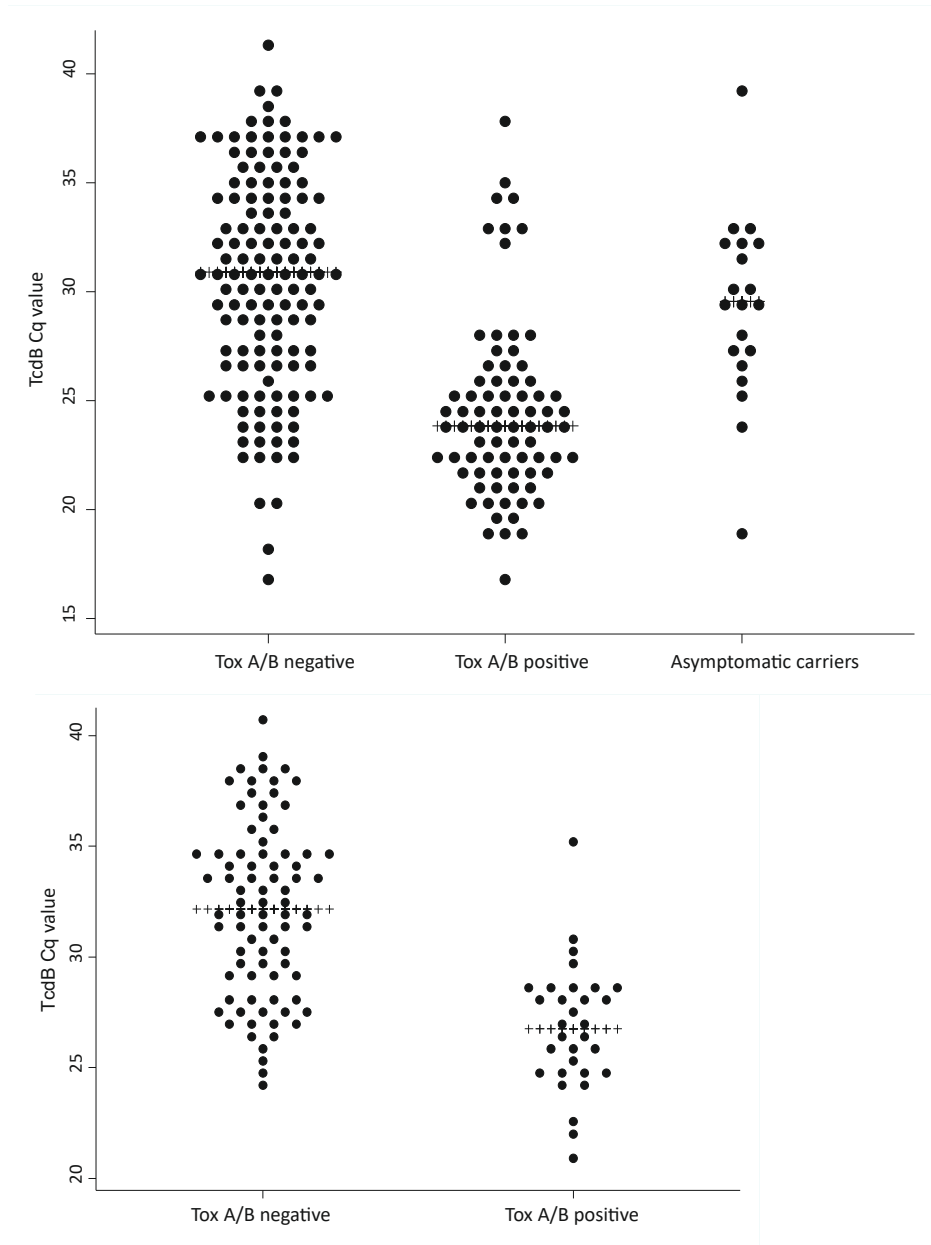 40
35
30
25
20
15
TcdB Cq value
Tox A/B negative
Tox A/B positive
Asymptomatic carriers
40
35
30
25
20
TcdB Cq value
Tox A/B negative
Tox A/B positive